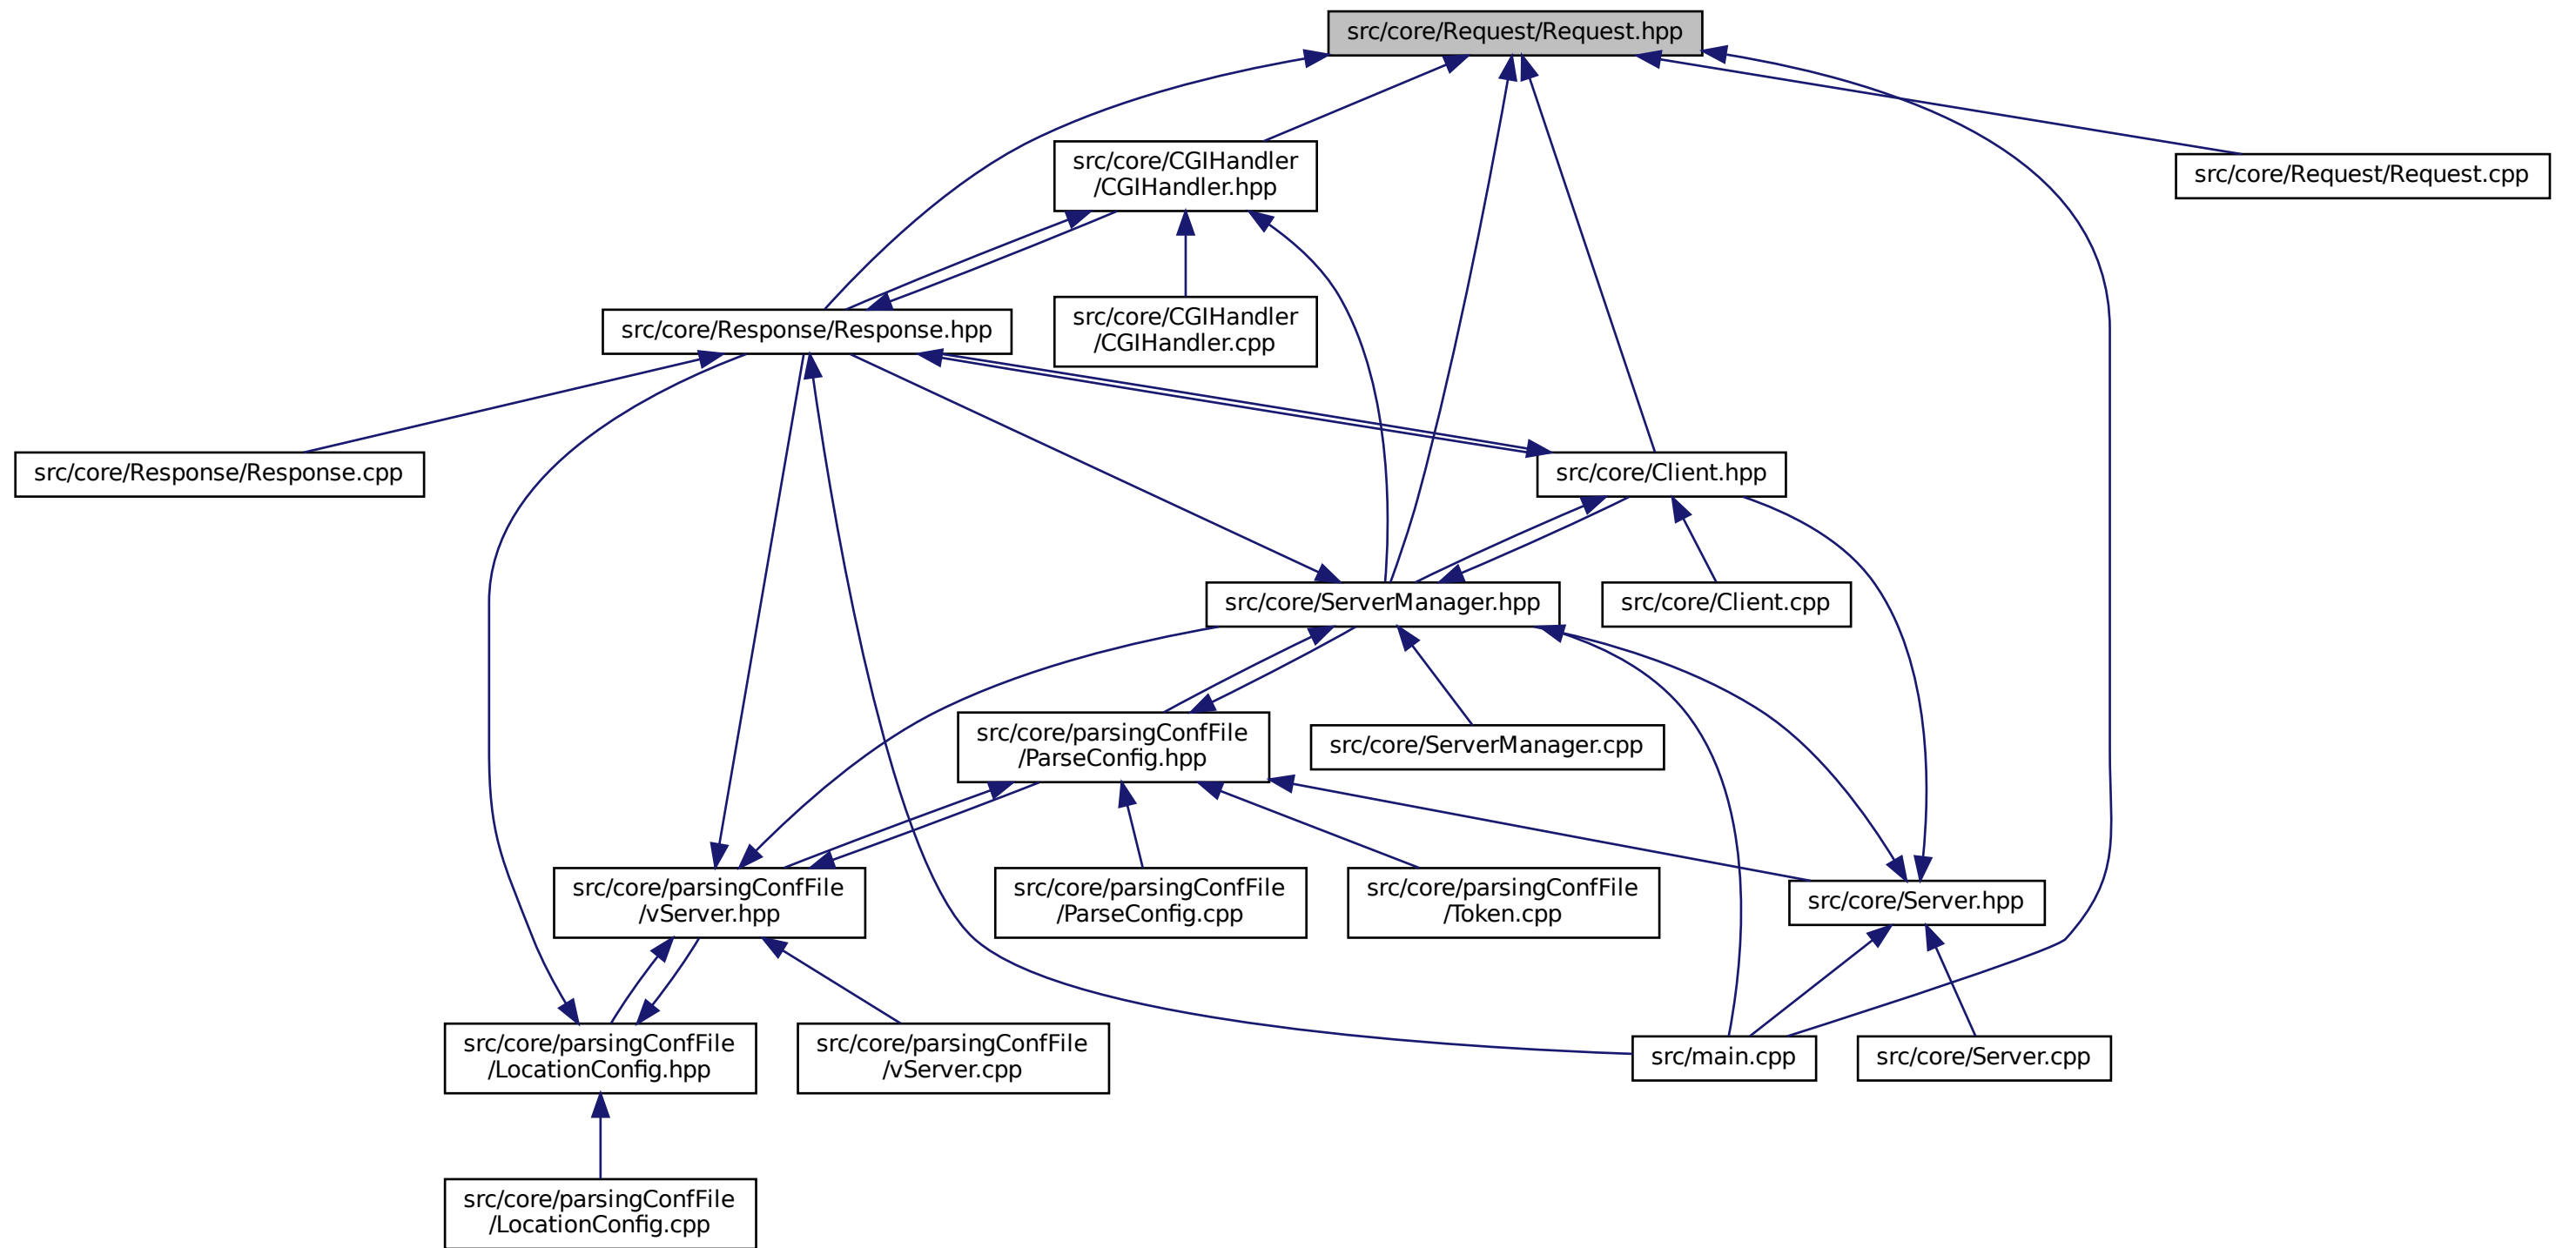 src/core/Request/Request.hpp
src/core/CGIHandler
/CGIHandler.hpp
src/core/Request/Request.cpp
src/core/CGIHandler
/CGIHandler.cpp
src/core/Response/Response.hpp
src/core/Response/Response.cpp
src/core/Client.hpp
src/core/ServerManager.hpp
src/core/Client.cpp
src/core/parsingConfFile
/ParseConfig.hpp
src/core/ServerManager.cpp
src/core/parsingConfFile
/vServer.hpp
src/core/parsingConfFile
/ParseConfig.cpp
src/core/parsingConfFile
/Token.cpp
src/core/Server.hpp
src/core/parsingConfFile
/LocationConfig.hpp
src/core/parsingConfFile
/vServer.cpp
src/main.cpp
src/core/Server.cpp
src/core/parsingConfFile
/LocationConfig.cpp